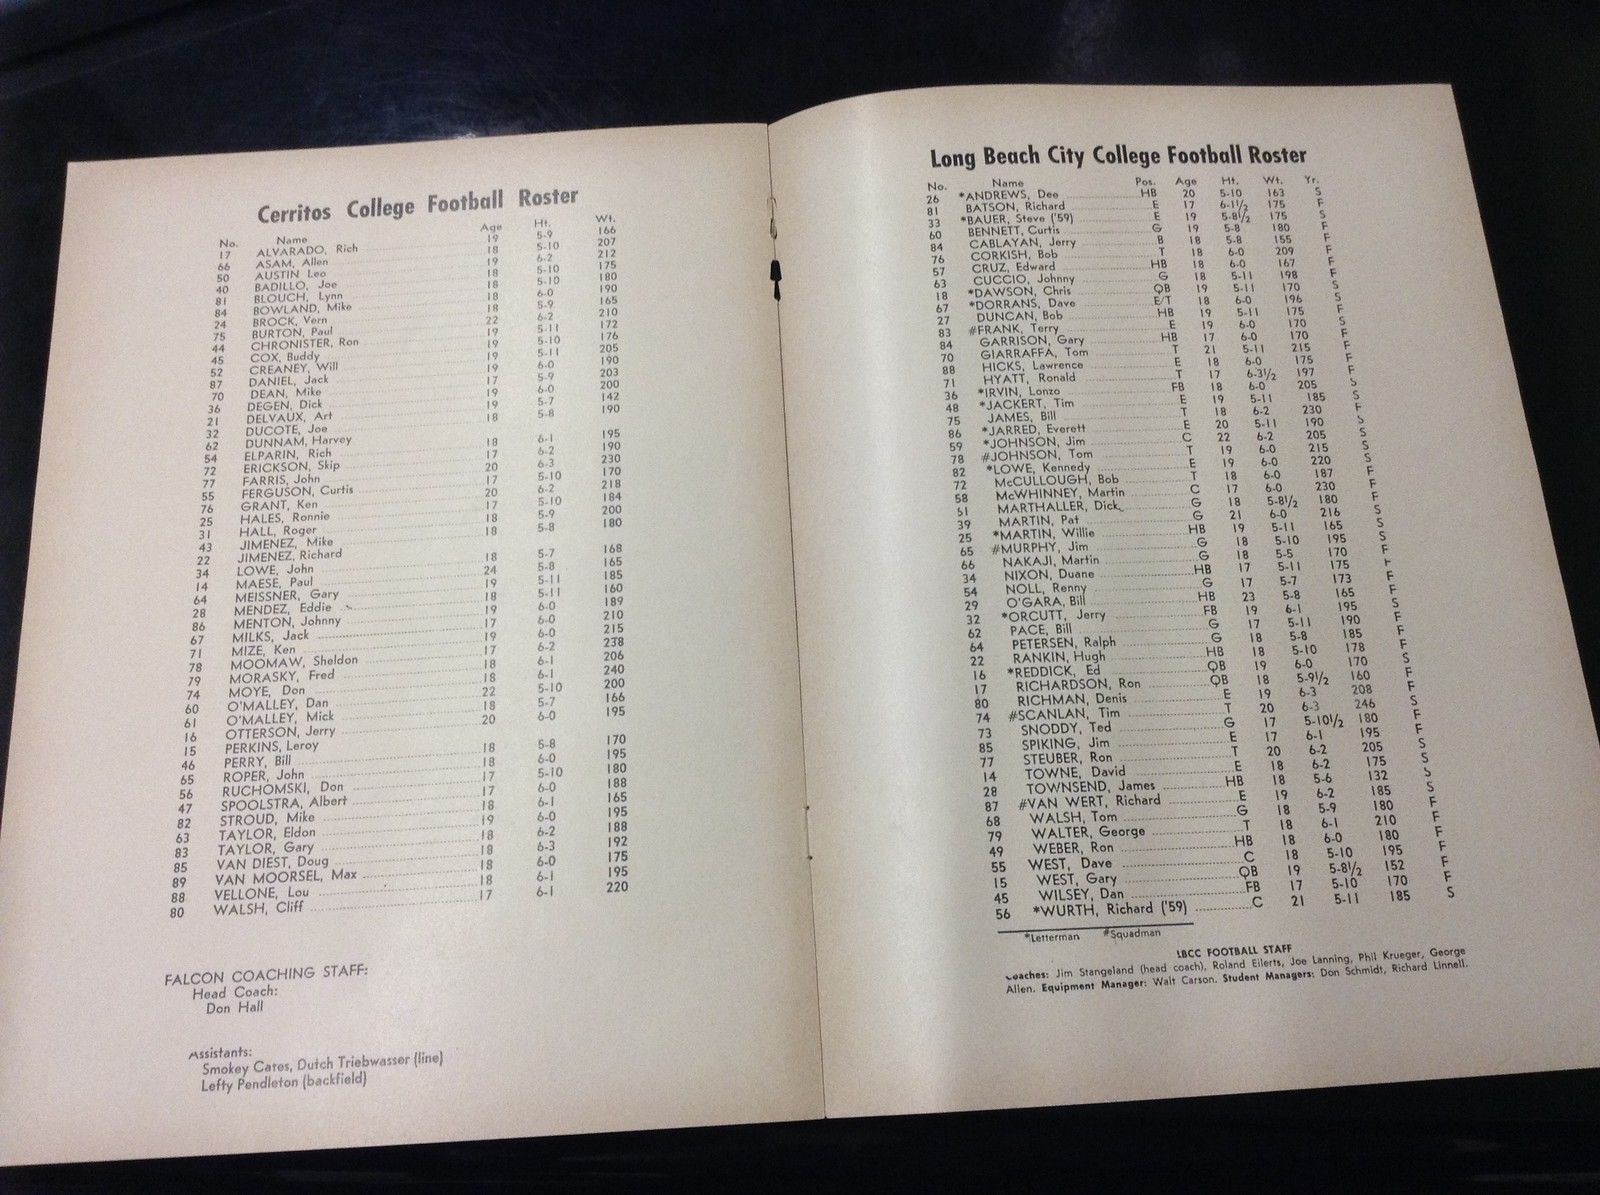 Cerritos College Football Roster
No. Name Age Ht. Wt.
17 ALVARADO, Rich 19 5-9 166
66 ASAM, Allen 18 5-10 207
50 AUSTIN Leo 19 6-2 212
40 BADILLO, Joe 18 5-10 175
81 BLOUCH, Lynn 18 5-10 180
84 BOWLAND, Mike 18 6-0 190
24 BROCK, Vern 18 5-9 165
75 BURTON, Paul 22 6-2 210
44 CHRONISTER, Ron 19 5-11 172
45 COX, Buddy 19 5-10 176
52 CREANEY, Will 19 5-11 205
87 DANIEL, Jack 19 6-0 190
70 DEAN, Mike 17 5-9 203
36 DEGEN, Dick 19 6-0 200
21 DELVAUX, Art 19 5-7 142
32 DUCOTE, Joe 18 5-8 190
62 DUNNAM, Harvey
54 ELPARIN, Rich 18 6-1 195
72 ERICKSON, Skip 17 6-2 190
77 FARRIS, John 20 6-3 230
55 FERGUSON, Curtis 17 5-10 170
76 GRANT, Ken 20 6-2 218
25 HALES, Ronnie 17 5-10 184
31 HALL, Roger 18 5-9 200
43 JIMENEZ, Mike 18 5-8 180
22 JIMENEZ, Richard
34 LOWE, John 18 5-7 168
14 MAESE, Paul 24 5-8 165
64 MEISSNER, Gary 19 5-11 185
28 MENDEZ, Eddie 18 5-11 160
86 MENTON, Johnny 19 6-0 189
67 MILKS, Jack 17 6-0 210
71 MIZE, Ken 19 6-0 215
78 MOOMAW, Sheldon 17 6-2 238
79 MORASKY, Fred 18 6-1 206
74 MOYE, Don 18 6-1 240
60 O'MALLEY, Dan 22 5-10 200
61 O'MALLEY, Mick 18 5-7 166
16 OTTERSON, Jerry 20 6-0 195
15 PERKINS, Leroy
46 PERRY, Bill 18 5-8 170
65 ROPER, John 18 6-0 195
56 RUCHOMSKI, Don 17 5-10 180
47 SPOOLSTRA, Albert 18 6-0 188
82 STROUD, Mike 18 6-1 165
63 TAYLOR, Eldon 19 6-0 195
83 TAYLOR, Gary 18 6-2 188
85 VAN DIEST, Doug 18 6-3 192
89 VAN MOORSEL, Max 18 6-0 175
88 VELLONE, Lou 18 6-1 195
80 WALSH, Cliff 17 6-1 220
FALCON COACHING STAFF:
Head Coach:
Don Hall
Assistants:
Smokey Cates, Dutch Triebwasser (line)
Lefty Pendleton (backfield)
Long Beach City College Football Roster
No. Name Pos. Age Ht. Wt. Yr.
26 *ANDREWS, Dee HB 20 5-10 163 S
81 BATSON, Richard E 17 6-1½ 175 F
33 *BAUER, Steve ('59) E 19 5-8½ 175 S
60 BENNETT, Curtis G 19 5-8 180 F
84 CABLAYAN, Jerry B 18 5-8 155 F
76 CORKISH, Bob T 18 6-0 209 F
57 CRUZ, Edward HB 18 6-0 167 F
63 CUCCIO, Johnny G 18 5-11 198 F
18 *DAWSON, Chris QB 19 5-11 170 S
67 *DORRANS, Dave E/T 18 6-0 196 S
27 DUNCAN, Bob HB 19 5-11 175 F
83 #FRANK, Terry E 19 6-0 170 S
84 GARRISON, Gary HB 17 6-0 170 F
70 GIARRAFFA, Tom T 21 5-11 215 F
88 HICKS, Lawrence E 18 6-0 175 F
71 HYATT, Ronald T 17 6-3½ 197 F
36 *IRVIN, Lonzo FB 18 6-0 205 S
48 *JACKERT, Tim E 19 5-11 185 S
75 JAMES, Bill T 18 6-2 230 F
86 *JARRED, Everett E 20 5-11 190 S
59 *JOHNSON, Jim C 22 6-2 205 S
78 #JOHNSON, Tom T 19 6-0 215 S
82 *LOWE, Kennedy E 19 6-0 220 S
72 McCULLOUGH, Bob T 18 6-0 187 F
58 McWHINNEY, Martin C 17 6-0 230 F
51 MARTHALLER, Dick G 18 5-8½ 180 F
39 MARTIN, Pat G 21 6-0 216 S
25 *MARTIN, Willie HB 19 5-11 165 S
65 #MURPHY, Jim G 18 5-10 195 S
66 NAKAJI, Martin G 18 5-5 170 F
34 NIXON, Duane HB 17 5-11 175 F
54 NOLL, Renny G 17 5-7 173 F
29 O'GARA, Bill HB 23 5-8 165 F
32 *ORCUTT, Jerry FB 19 6-1 195 S
62 PACE, Bill G 17 5-11 190 F
64 PETERSEN, Ralph G 18 5-8 185 F
22 RANKIN, Hugh HB 18 5-10 178 F
16 *REDDICK, Ed QB 19 6-0 170 S
17 RICHARDSON, Ron QB 18 5-9½ 160 F
80 RICHMAN, Denis E 19 6-3 208 F
74 #SCANLAN, Tim T 20 6-3 246 S
73 SNODDY, Ted G 17 5-10½ 180 F
85 SPIKING, Jim E 17 6-1 195 F
77 STEUBER, Ron T 20 6-2 205 S
14 TOWNE, David E 18 6-2 175 S
28 TOWNSEND, James HB 18 5-6 132 S
87 #VAN WERT, Richard E 19 6-2 185 S
68 WALSH, Tom G 18 5-9 180 F
79 WALTER, George T 18 6-1 210 F
49 WEBER, Ron HB 18 6-0 180 F
55 WEST, Dave C 18 5-10 195 F
15 WEST, Gary QB 19 5-8½ 152 F
45 WILSEY, Dan FB 17 5-10 170 F
56 *WURTH, Richard ('59) C 21 5-11 185 S
*Letterman #Squadman
LBCC FOOTBALL STAFF
Coaches: Jim Stangeland (head coach), Roland Eilerts, Joe Lanning, Phil Krueger, George
Allen. Equipment Manager: Walt Carson. Student Managers: Don Schmidt, Richard Linnell.